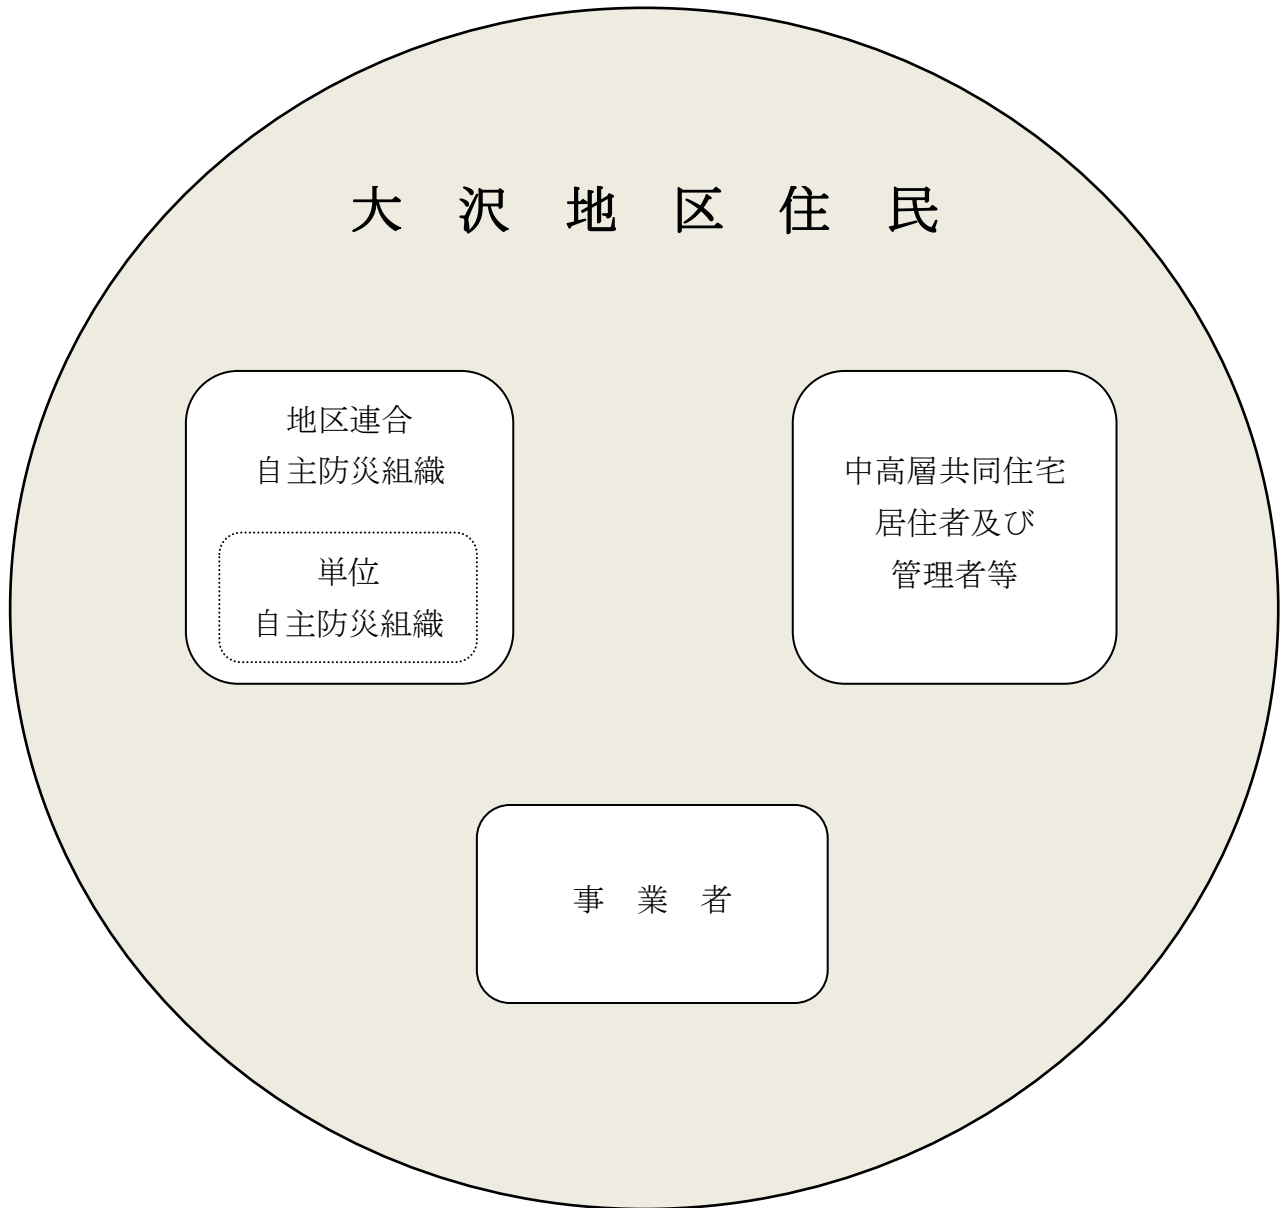 大　沢　地　区　住　民
地区連合
自主防災組織
単位
自主防災組織
中高層共同住宅
居住者及び
管理者等
事　業　者